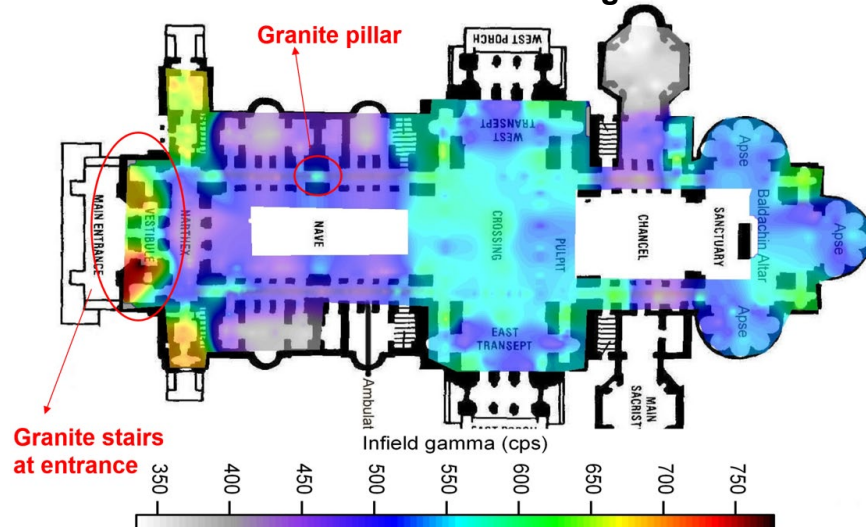 Granite pillar
WEST PORCH
WEST
TRANSEPT
MAIN ENTRANCE
VESTIBULE
NARTHEX
NAVE
CROSSING
PULPIT
CHANCEL
SANCTUARY
Baldachin Altar
Apse
Apse
Apse
EAST
TRANSEPT
Ambulat
MAIN
SACRIST
EAST PORCH
Granite stairs
at entrance
Infield gamma (cps)
350 400 450 500 550 600 650 700 750